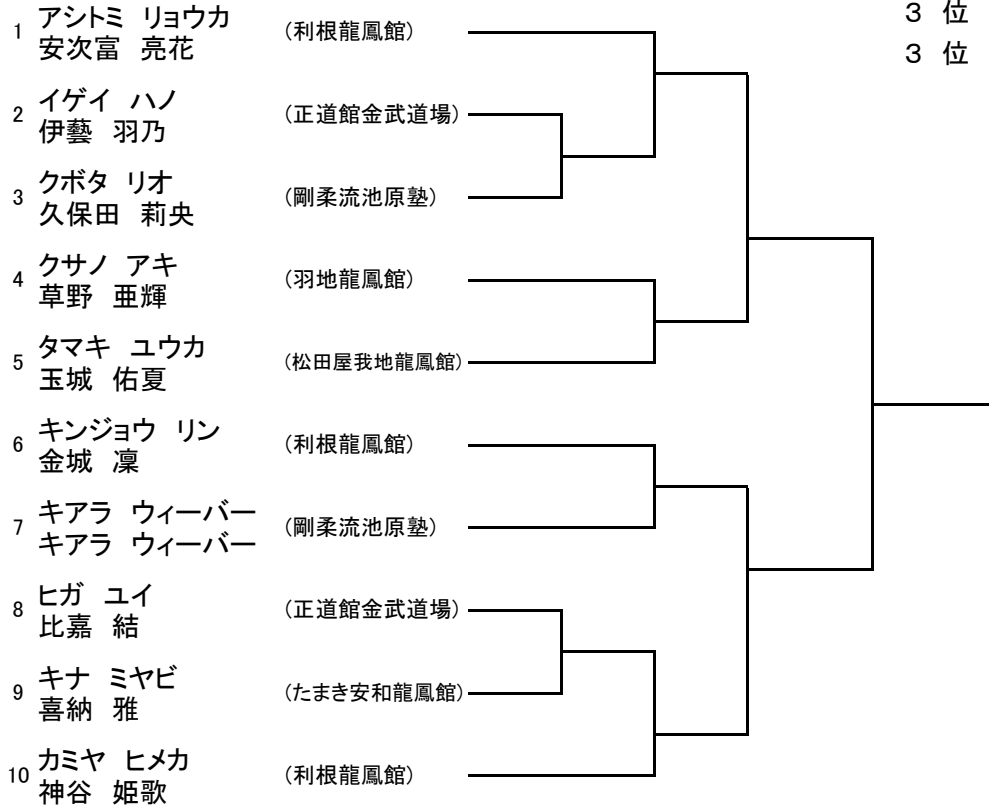 3 位
3 位
1 アシトミ リョウカ (利根龍鳳館)
安次富 亮花
2 イゲイ ハノ (正道館金武道場)
伊藝 羽乃
3 クボタ リオ (剛柔流池原塾)
久保田 莉央
4 クサノ アキ (羽地龍鳳館)
草野 亜輝
5 タマキ ユウカ (松田屋我地龍鳳館)
玉城 佑夏
6 キンジョウ リン (利根龍鳳館)
金城 凜
7 キアラ ウィーバー (剛柔流池原塾)
キアラ ウィーバー
8 ヒガ ユイ (正道館金武道場)
比嘉 結
9 キナ ミヤビ (たまき安和龍鳳館)
喜納 雅
10 カミヤ ヒメカ (利根龍鳳館)
神谷 姫歌